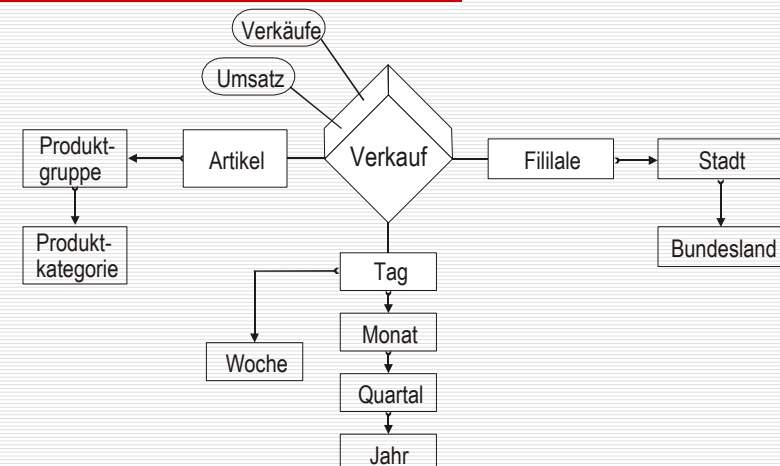 Verkäufe
Umsatz
Produkt-
gruppe
Artikel
Verkauf
Fililale
Stadt
Produkt-
kategorie
Bundesland
Tag
Monat
Woche
Quartal
Jahr